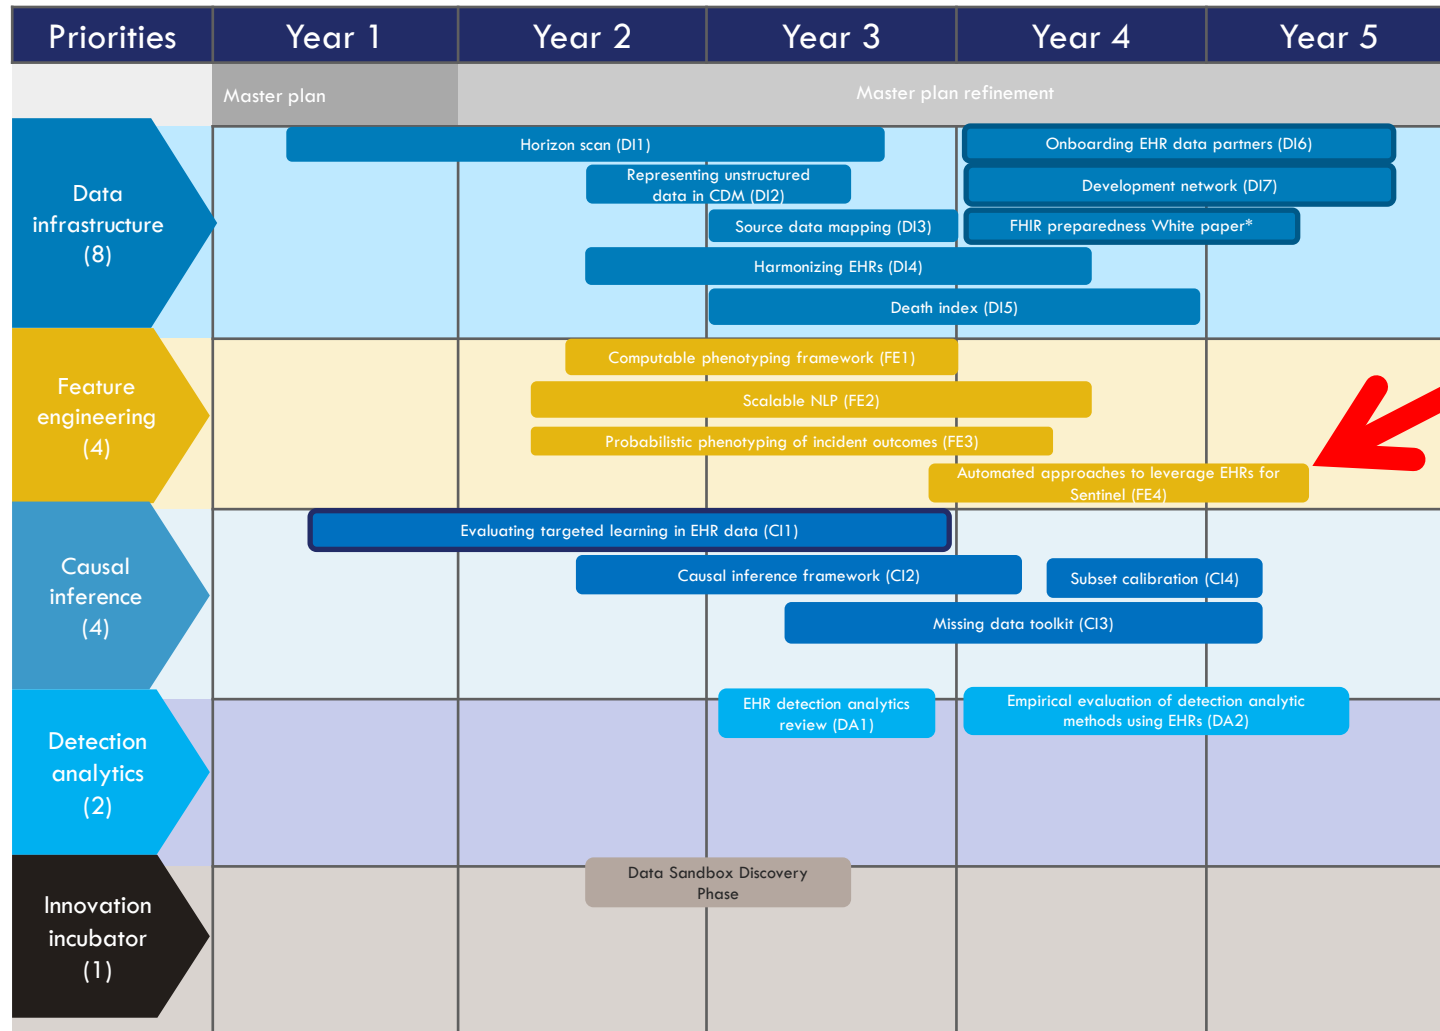 Priorities
Year 1
Year 2
Year 3
Year 4
Year 5
Master plan
Master plan refinement
Data
infrastructure
(8)
Horizon scan (DI1)
Onboarding EHR data partners (DI6)
Representing unstructured
data in CDM (DI2)
Development network (DI7)
Source data mapping (DI3)
FHIR preparedness White paper*
Harmonizing EHRs (DI4)
Death index (DI5)
Feature
engineering
(4)
Computable phenotyping framework (FE1)
Scalable NLP (FE2)
Probabilistic phenotyping of incident outcomes (FE3)
Automated approaches to leverage EHRs for
Sentinel (FE4)
Causal
inference
(4)
Evaluating targeted learning in EHR data (CI1)
Causal inference framework (CI2)
Subset calibration (CI4)
Missing data toolkit (CI3)
Detection
analytics
(2)
EHR detection analytics
review (DA1)
Empirical evaluation of detection analytic
methods using EHRs (DA2)
Innovation
incubator
(1)
Data Sandbox Discovery
Phase